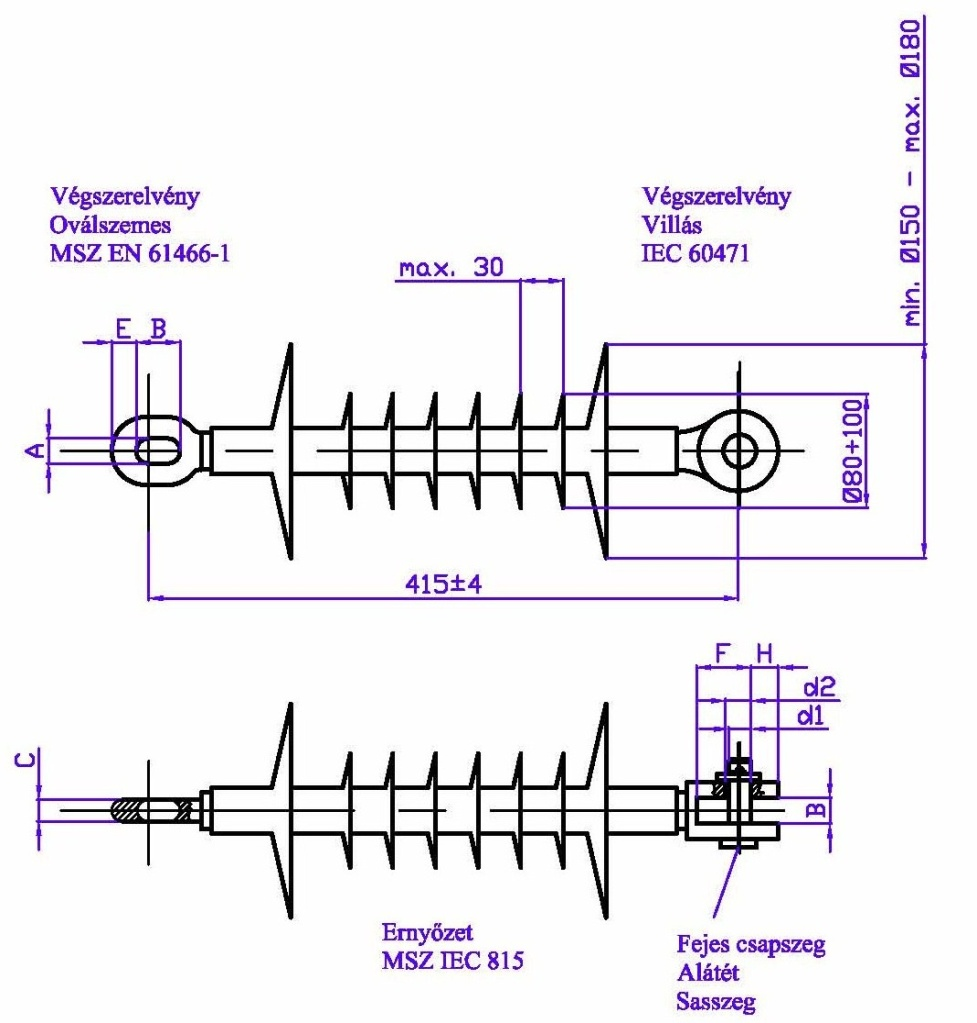 min. Ø150 - max. Ø180
Végszerelvény
Oválszemes
MSZ EN 61466-1
Végszerelvény
Villás
IEC 60471
max. 30
E B
A
Ø80+100
415±4
F H
d2
d1
C
B
Ernyőzet
MSZ IEC 815
Fejes csapszeg
Alátét
Sasszeg